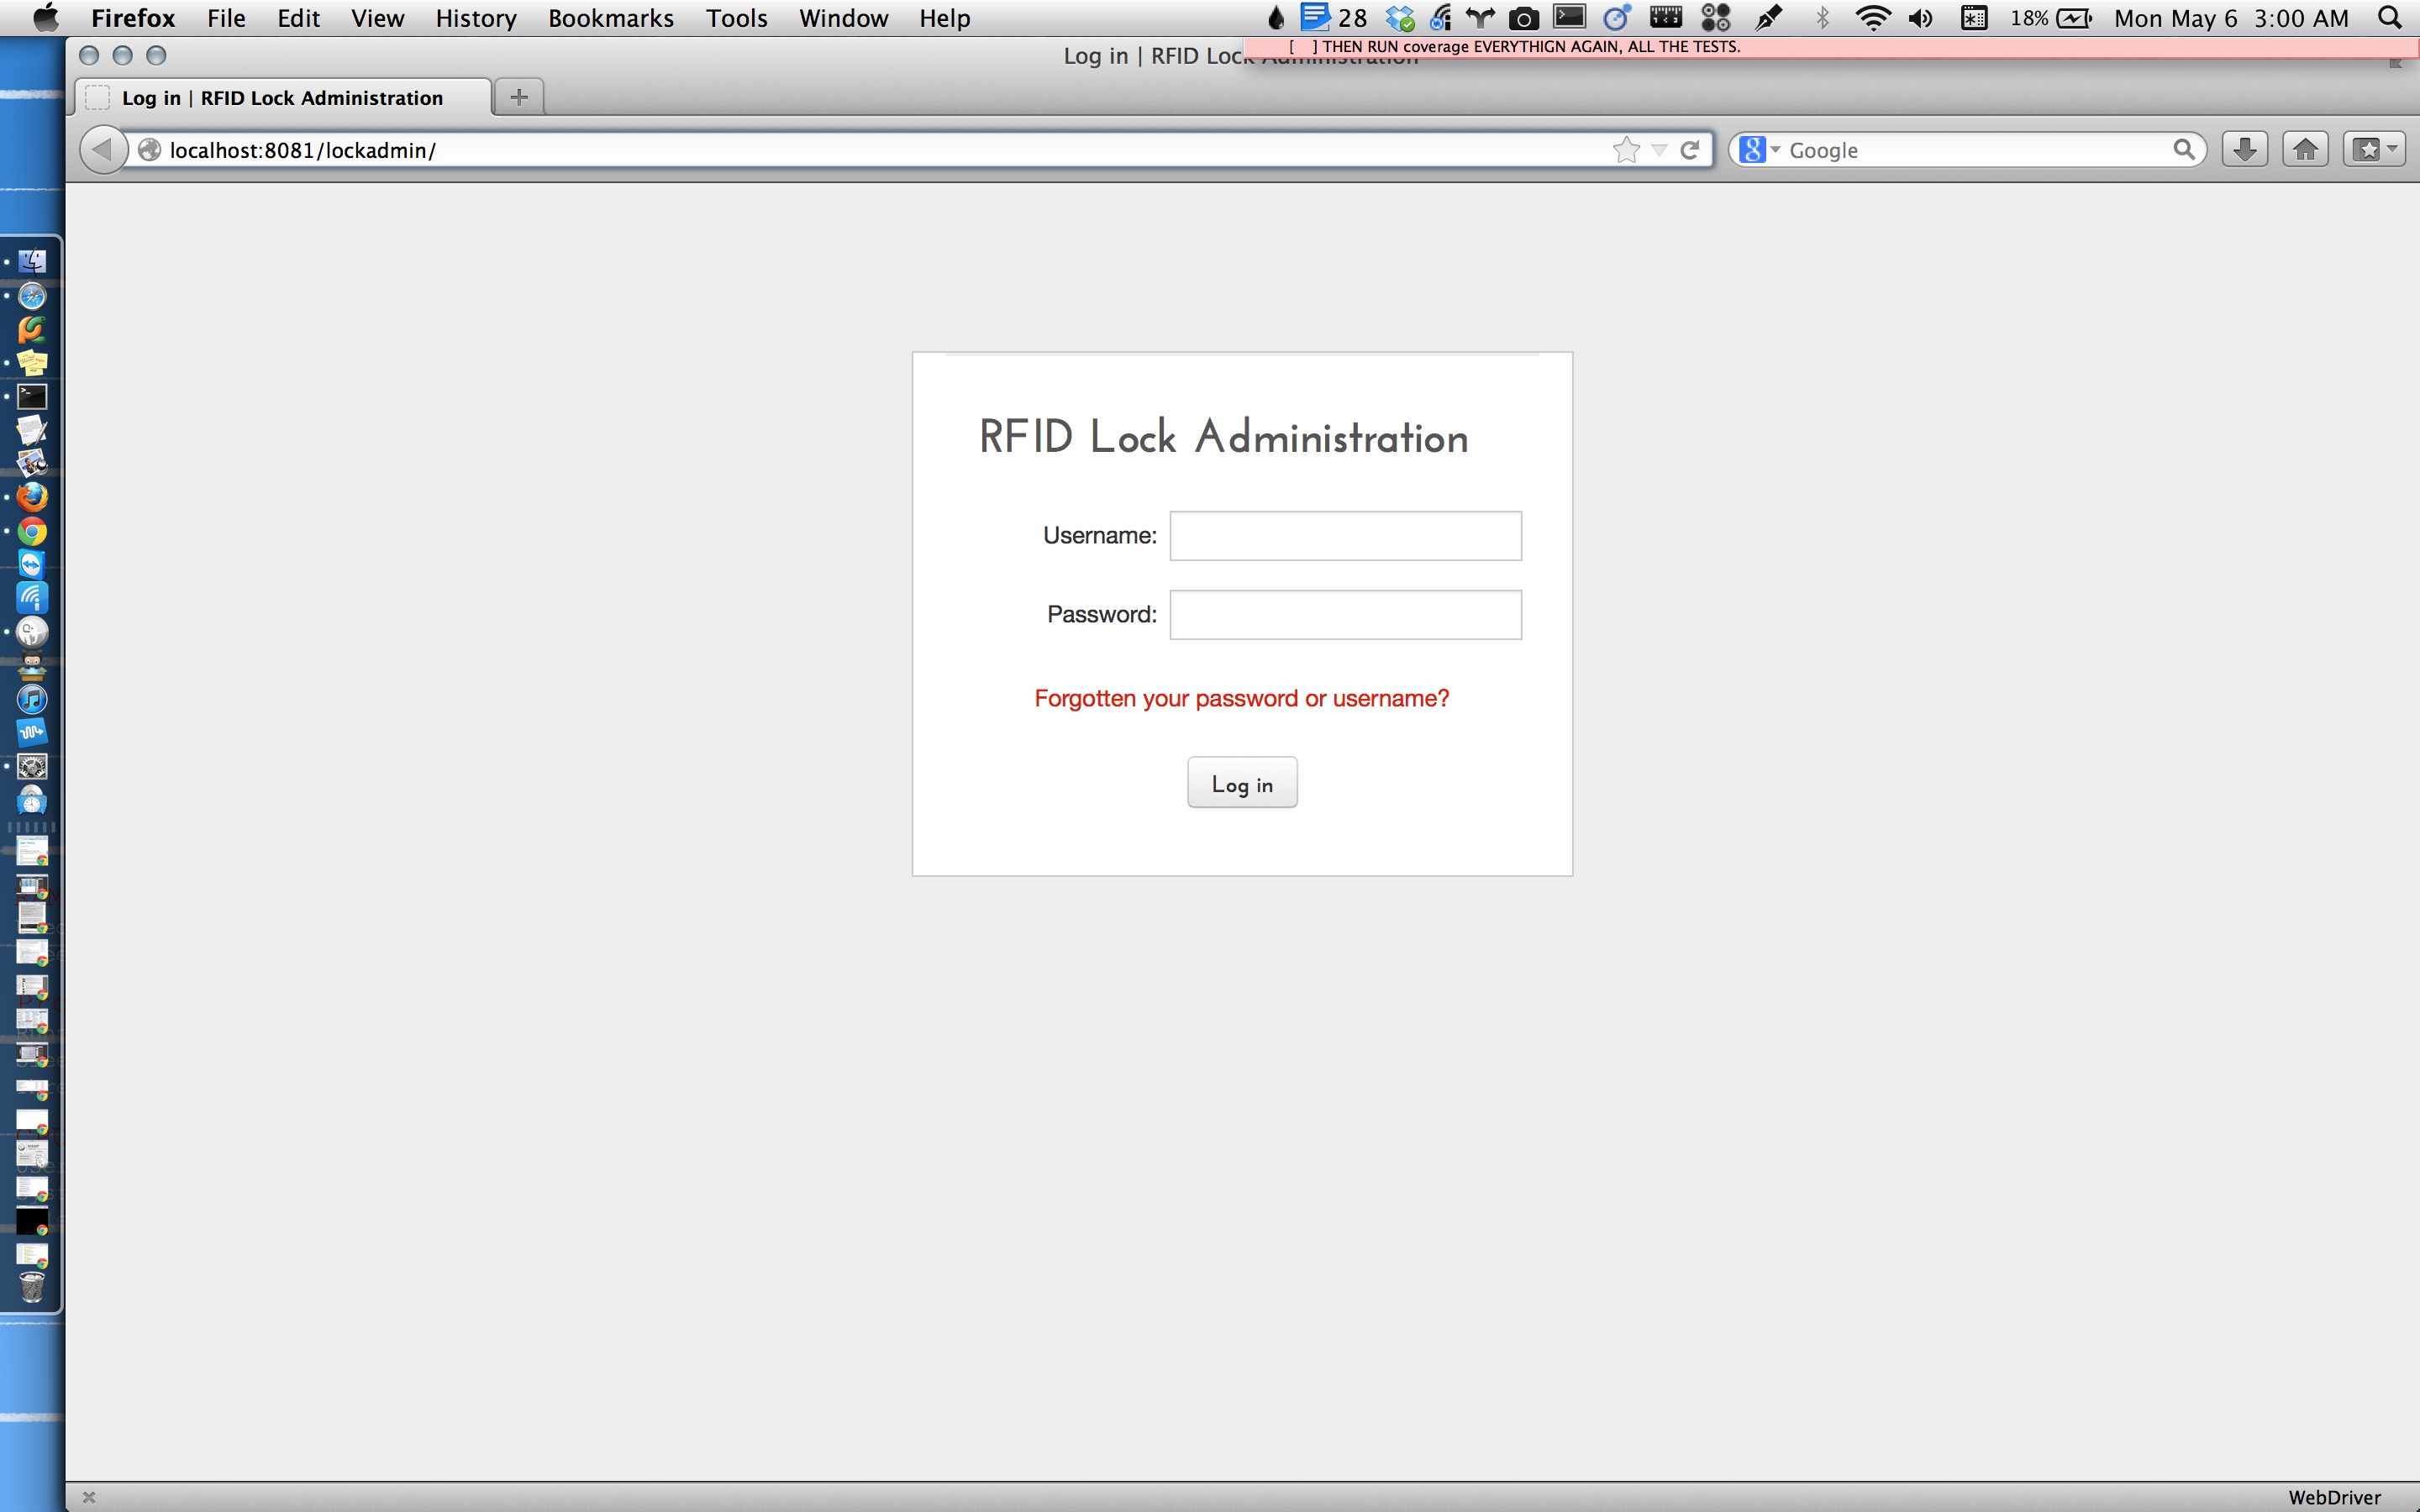 Firefox File Edit View History Bookmarks Tools Window Help 28 18% Mon May 6 3:00 AM
[ ] THEN RUN coverage EVERYTHIGN AGAIN, ALL THE TESTS.
Log in | RFID Lock Administration
Log in | RFID Lock Administration
localhost:8081/lockadmin/
Google
RFID Lock Administration
Username:
Password:
Forgotten your password or username?
Log in
WebDriver